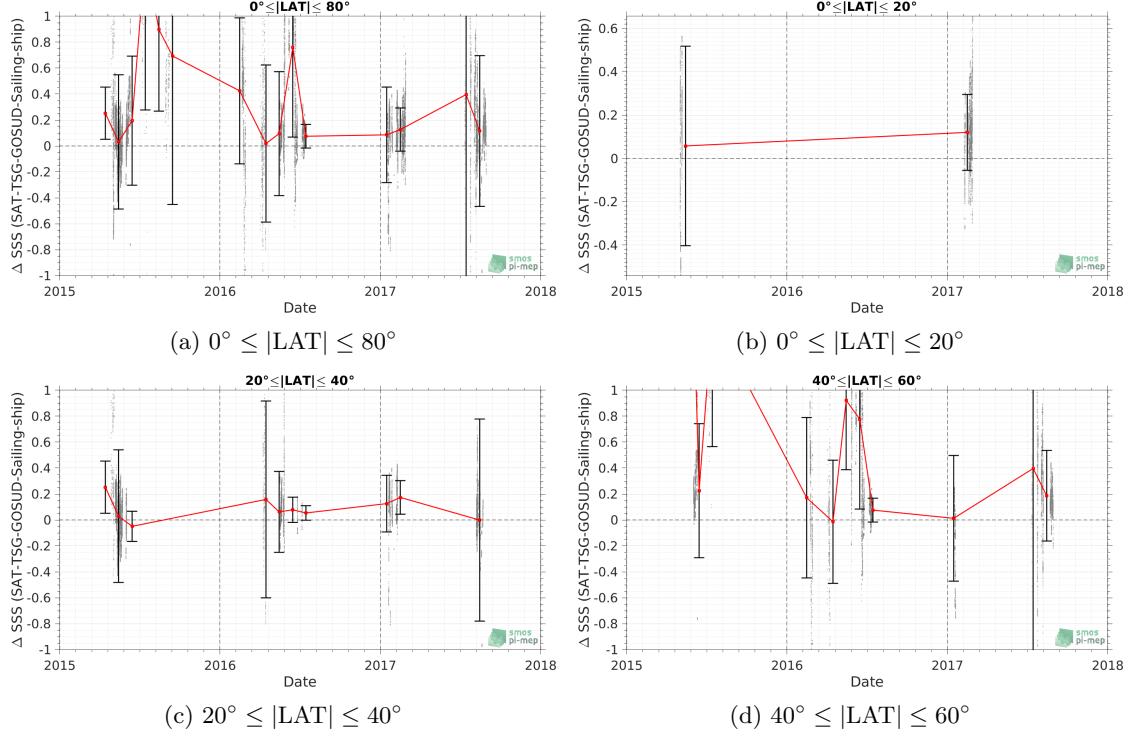 0°≤|LAT|≤ 80°
Δ SSS (SAT-TSG-GOSUD-Sailing-ship)
1
0.8
0.6
0.4
0.2
0
-0.2
-0.4
-0.6
-0.8
-1
2015 2016 2017 2018
Date
smos
pi-mep
(a) 0° ≤ |LAT| ≤ 80°
0°≤|LAT|≤ 20°
Δ SSS (SAT-TSG-GOSUD-Sailing-ship)
0.6
0.4
0.2
0
-0.2
-0.4
2015 2016 2017 2018
Date
smos
pi-mep
(b) 0° ≤ |LAT| ≤ 20°
20°≤|LAT|≤ 40°
Δ SSS (SAT-TSG-GOSUD-Sailing-ship)
1
0.8
0.6
0.4
0.2
0
-0.2
-0.4
-0.6
-0.8
-1
2015 2016 2017 2018
Date
smos
pi-mep
(c) 20° ≤ |LAT| ≤ 40°
40°≤|LAT|≤ 60°
Δ SSS (SAT-TSG-GOSUD-Sailing-ship)
1
0.8
0.6
0.4
0.2
0
-0.2
-0.4
-0.6
-0.8
-1
2015 2016 2017 2018
Date
smos
pi-mep
(d) 40° ≤ |LAT| ≤ 60°